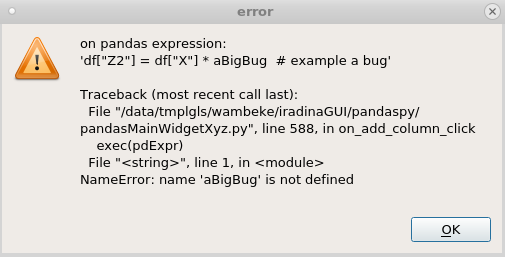 error
on pandas expression:
'df["Z2"] = df["X"] * aBigBug  # example a bug'
Traceback (most recent call last):
  File "/data/tmplgls/wambeke/iradinaGUI/pandaspy/
pandasMainWidgetXyz.py", line 588, in on_add_column_click
    exec(pdExpr)
  File "<string>", line 1, in <module>
NameError: name 'aBigBug' is not defined
OK